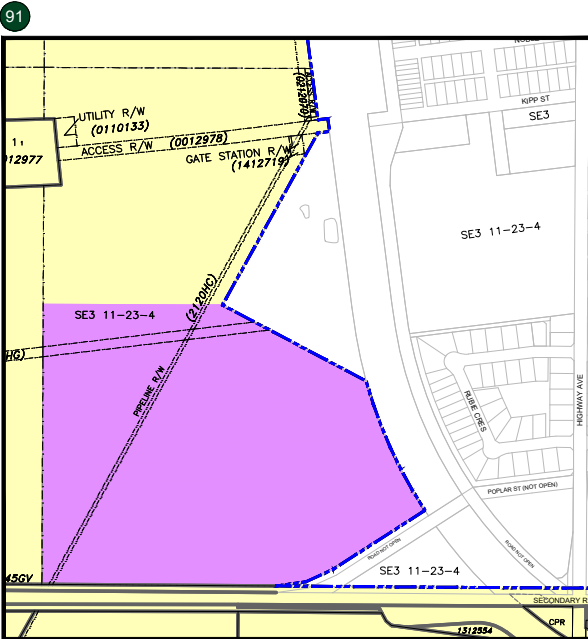 91
KIPP ST
SE3
UTILITY R/W
(0110133)
ACCESS R/W (0012978)
GATE STATION R/W
(1412719)
012977
SE3 11-23-4
SE3 11-23-4
(2120HC)
HG)
PIPELINE R/W
RUBIE CRES
HIGHWAY AVE
POPLAR ST (NOT OPEN)
ROAD NOT OPEN
ROAD NOT OPEN
SE3 11-23-4
45GV
SECONDARY R
CPR
1312554